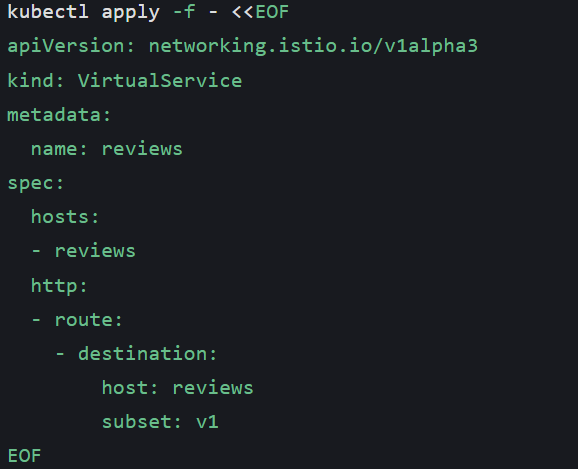 kubectl apply -f - <<EOF
apiVersion: networking.istio.io/v1alpha3
kind: VirtualService
metadata:
  name: reviews
spec:
  hosts:
  - reviews
  http:
  - route:
    - destination:
        host: reviews
        subset: v1
EOF